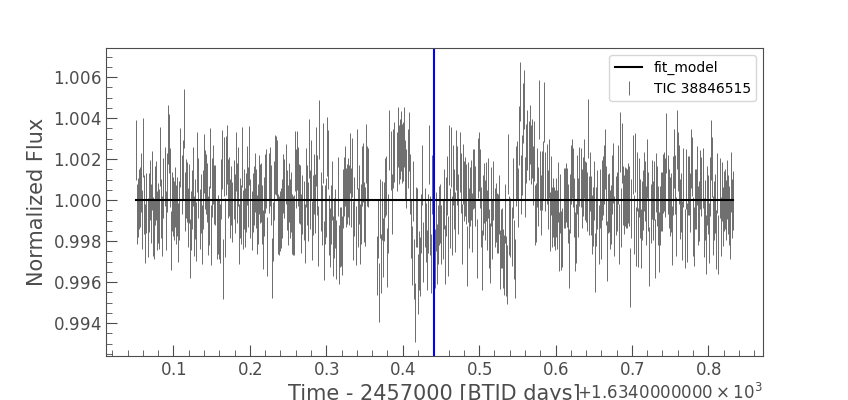 fit_model
TIC 38846515
Normalized Flux
1.006
1.004
1.002
1.000
0.998
0.996
0.994
0.1 0.2 0.3 0.4 0.5 0.6 0.7 0.8
Time - 2457000 [BTJD days]
+1.6340000000 × 10³